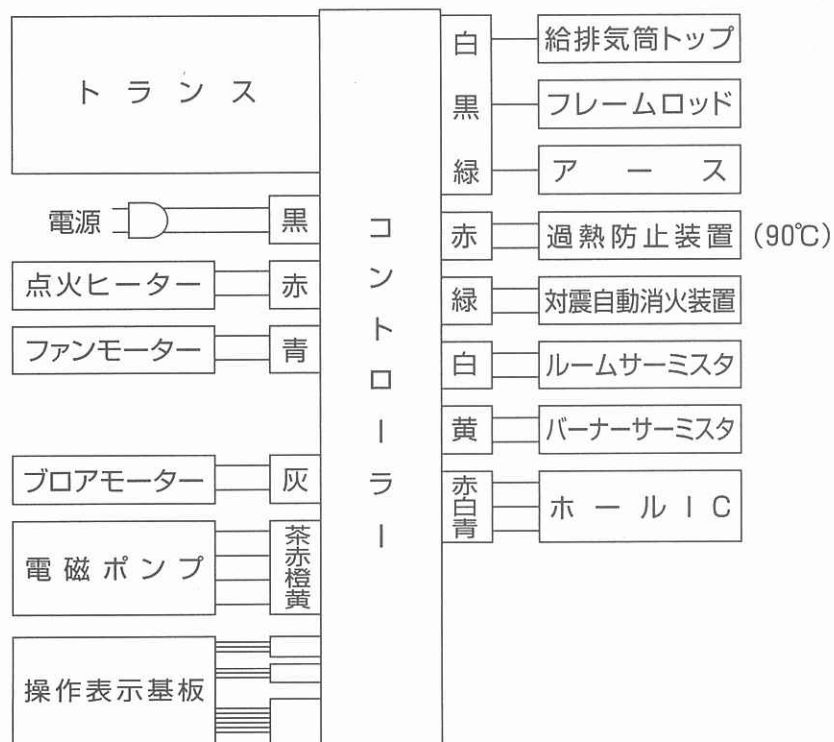 トランス
電源
黒
点火ヒーター
赤
ファンモーター
青
ブロアモーター
灰
電磁ポンプ
茶
赤
橙
黄
操作表示基板
コントローラー
白
給排気筒トップ
黒
フレームロッド
緑
アース
赤
過熱防止装置
(90℃)
緑
対震自動消火装置
白
ルームサーミスタ
黄
バーナーサーミスタ
赤
白
青
ホールIC